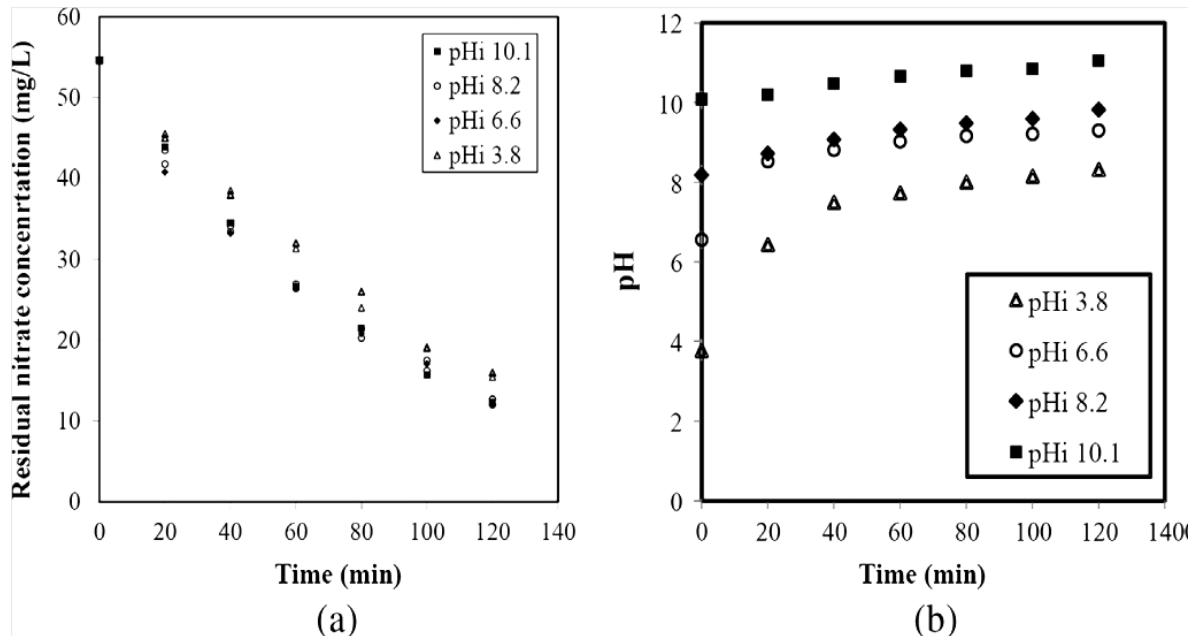 Residual nitrate concenrtation (mg/L)
60
50
40
30
20
10
0
pHi 10.1
pHi 8.2
pHi 6.6
pHi 3.8
0 20 40 60 80 100 120 140
Time (min)
(a)
pH
12
10
8
6
4
2
0
pHi 3.8
pHi 6.6
pHi 8.2
pHi 10.1
0 20 40 60 80 100 120 140
Time (min)
(b)